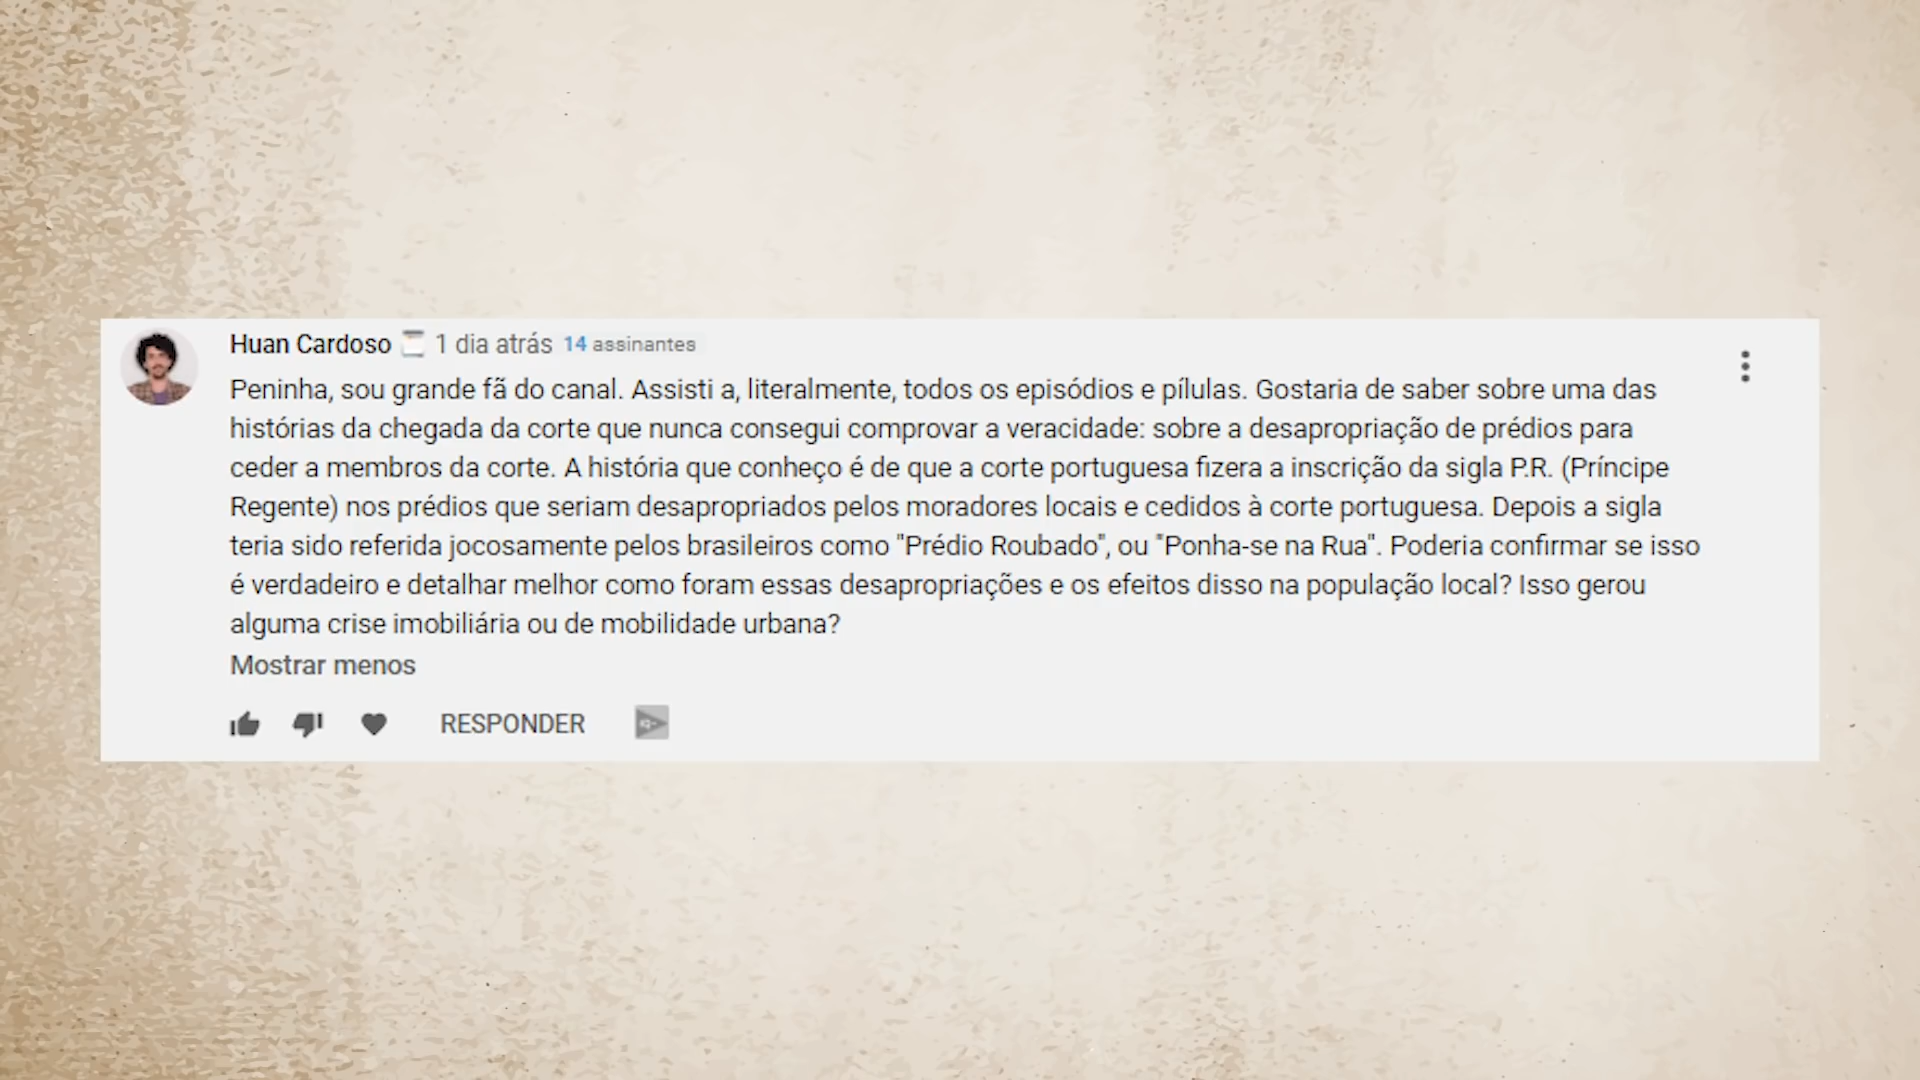 Huan Cardoso 1 dia atrás 14 assinantes
Peninha, sou grande fã do canal. Assisti a, literalmente, todos os episódios e pílulas. Gostaria de saber sobre uma das
histórias da chegada da corte que nunca consegui comprovar a veracidade: sobre a desapropriação de prédios para
ceder a membros da corte. A história que conheço é de que a corte portuguesa fizera a inscrição da sigla P.R. (Príncipe
Regente) nos prédios que seriam desapropriados pelos moradores locais e cedidos à corte portuguesa. Depois a sigla
teria sido referida jocosamente pelos brasileiros como "Prédio Roubado", ou "Ponha-se na Rua". Poderia confirmar se isso
é verdadeiro e detalhar melhor como foram essas desapropriações e os efeitos disso na população local? Isso gerou
alguma crise imobiliária ou de mobilidade urbana?
Mostrar menos
RESPONDER